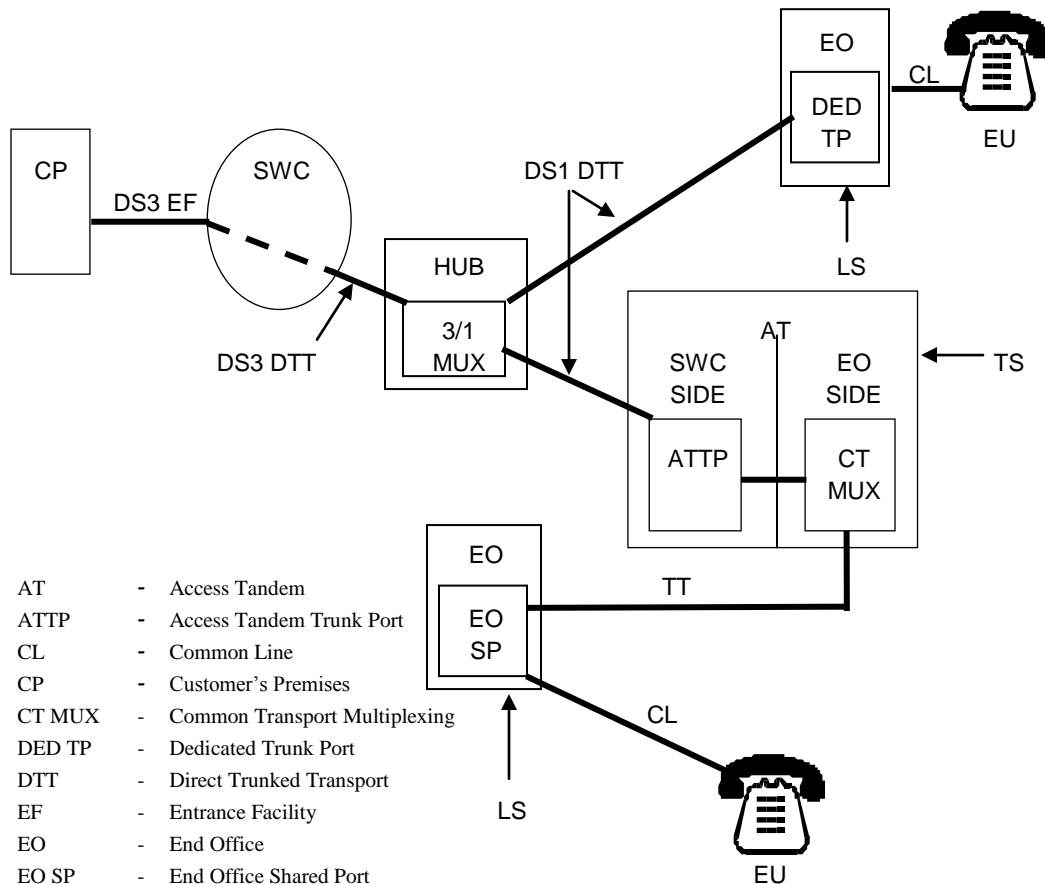 EO
CL
DED
TP
EU
CP
SWC
DS1 DTT
DS3 EF
LS
HUB
3/1
MUX
DS3 DTT
AT
SWC
SIDE
EO
SIDE
TS
ATTP
CT
MUX
EO
TT
EO
SP
CL
LS
EU
AT - Access Tandem
ATTP - Access Tandem Trunk Port
CL - Common Line
CP - Customer's Premises
CT MUX - Common Transport Multiplexing
DED TP - Dedicated Trunk Port
DTT - Direct Trunked Transport
EF - Entrance Facility
EO - End Office
EO SP - End Office Shared Port